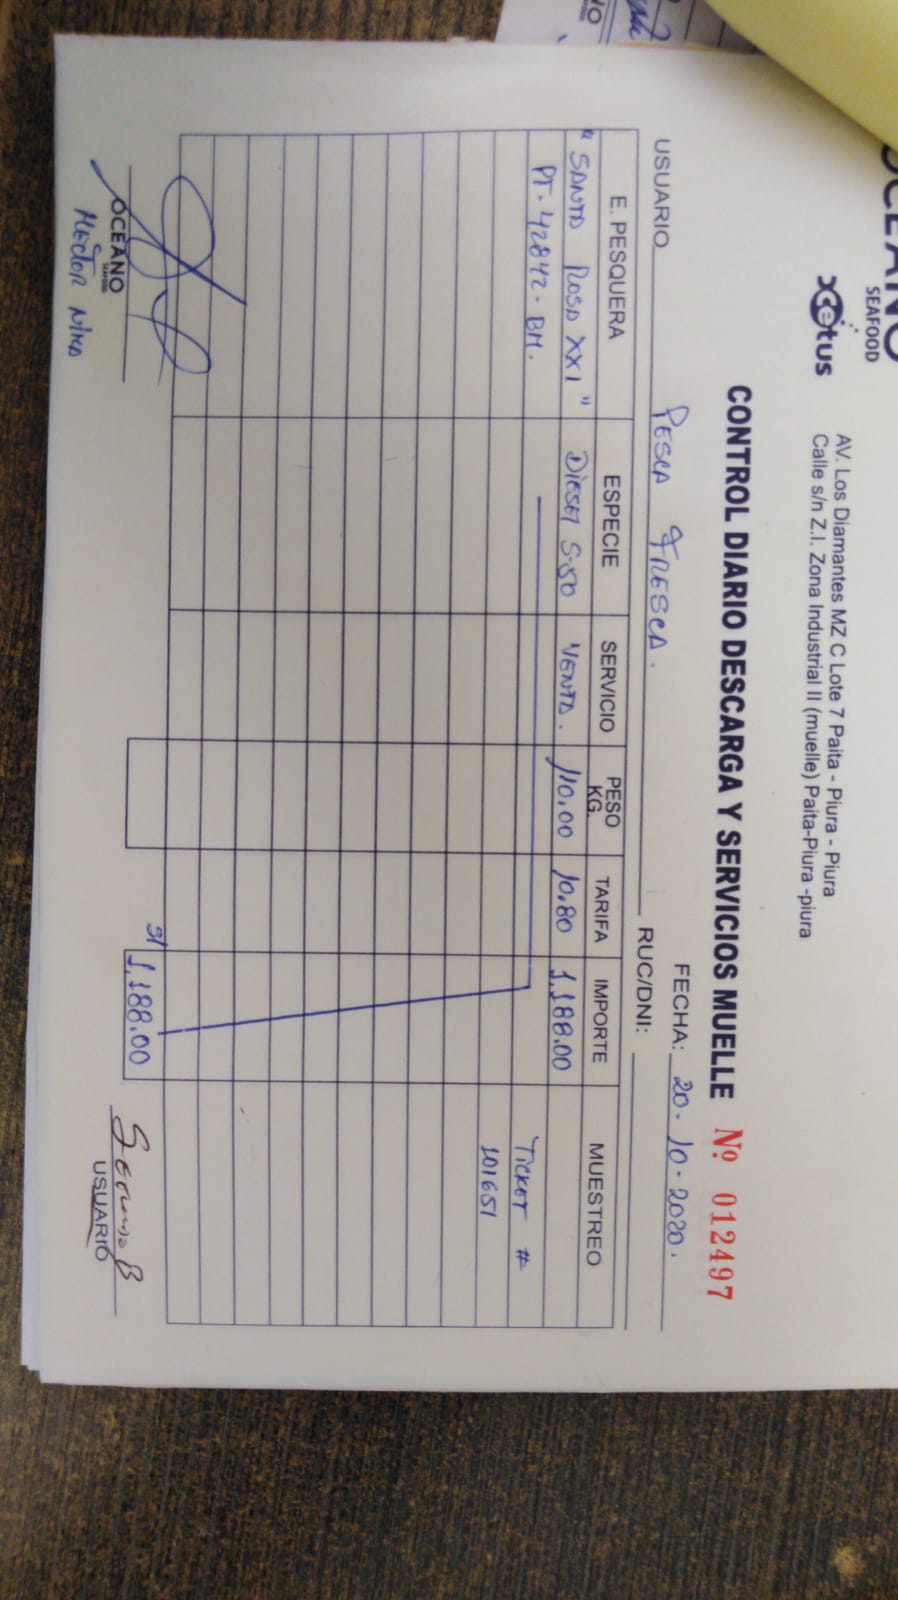 OCEANO
SEAFOOD
xcetus
AV. Los Diamantes MZ C Lote 7 Paita - Piura - Piura
Calle s/n Z.I. Zona Industrial II (muelle) Paita-Piura -piura
CONTROL DIARIO DESCARGA Y SERVICIOS MUELLE Nº 012497
FECHA: 20-10-2020.
USUARIO PESCA FRESCA. RUC/DNI:
E. PESQUERA ESPECIE SERVICIO PESO KG. TARIFA IMPORTE MUESTREO
"SANTA ROSA XXI" DIESEL S-50 VENTA. 110.00 10.80 1,188.00
PT-42842-BM. TICKET #
101651
S/ 1,188.00
OCEANO
SEAFOOD
USUARIO
Hector